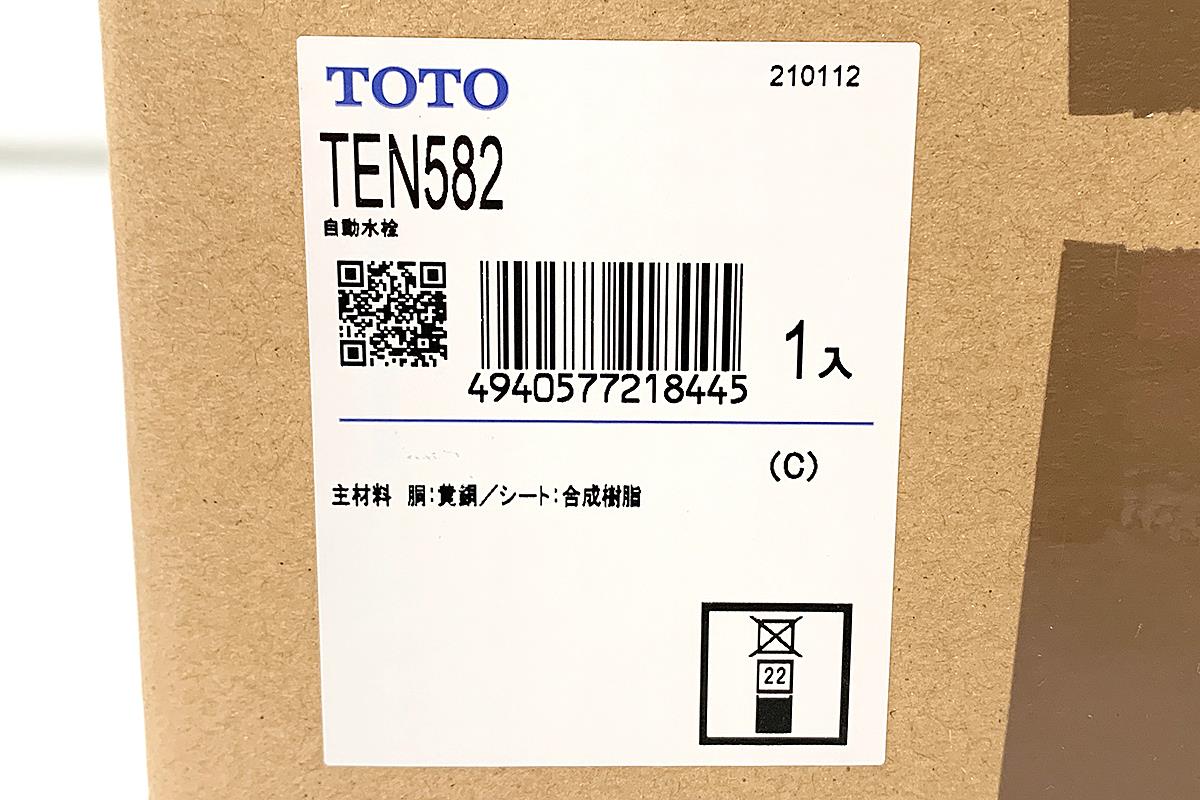 TOTO
210112
TEN582
自動水栓
4940577218445
1入
(C)
主材料 胴:黄銅/シート:合成樹脂
22